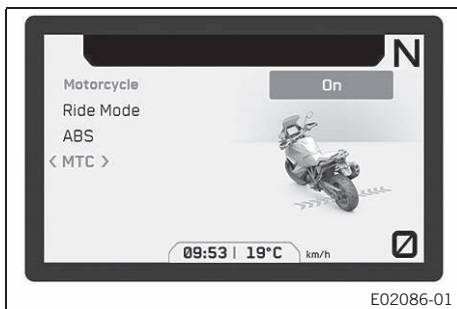 N
Motorcycle
On
Ride Mode
ABS
< MTC >
09:53 | 19°C km/h
0
E02086-01